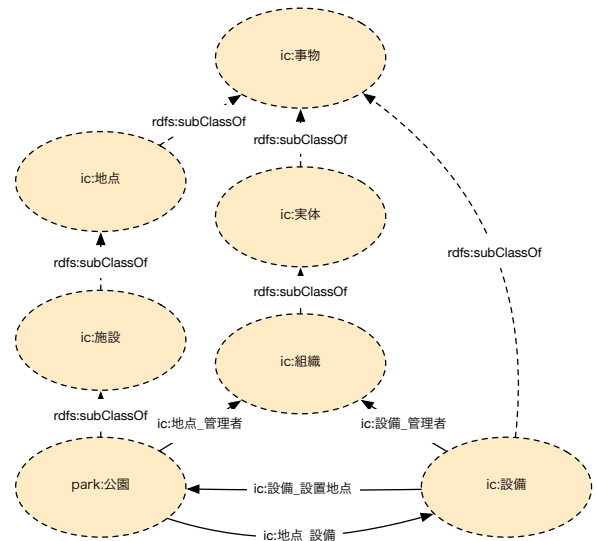 ic:事物
rdfs:subClassOf
rdfs:subClassOf
ic:地点
ic:実体
rdfs:subClassOf
rdfs:subClassOf
rdfs:subClassOf
ic:施設
ic:組織
rdfs:subClassOf
ic:地点_管理者
ic:設備_管理者
park:公園
ic:設備_設置地点
ic:設備
ic:地点_設備